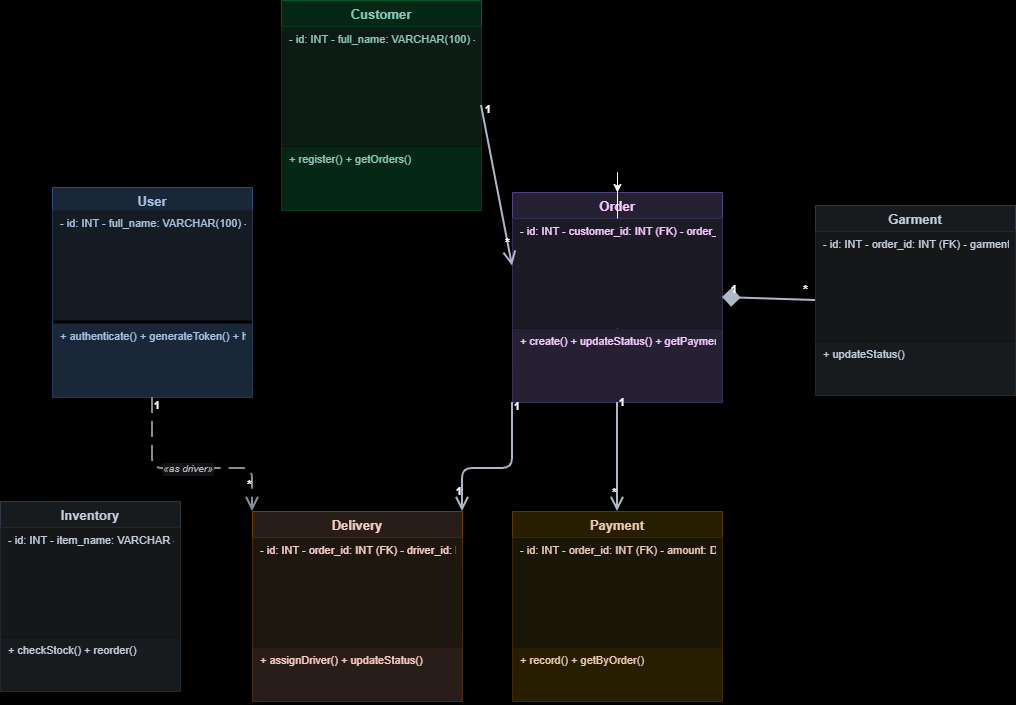 Customer
- id: INT - full_name: VARCHAR(100) -
1
+ register() + getOrders()
User
- id: INT - full_name: VARCHAR(100) -
+ authenticate() + generateToken() +
1
Order
*
- id: INT - customer_id: INT (FK) - order_
+ create() + updateStatus() + getPaymen
Garment
- id: INT - order_id: INT (FK) - garment
+ updateStatus()
1
*
1
1
«as driver»
*
1
*
Inventory
- id: INT - item_name: VARCHAR
+ checkStock() + reorder()
Delivery
- id: INT - order_id: INT (FK) - driver_id:
+ assignDriver() + updateStatus()
Payment
- id: INT - order_id: INT (FK) - amount: D
+ record() + getByOrder()